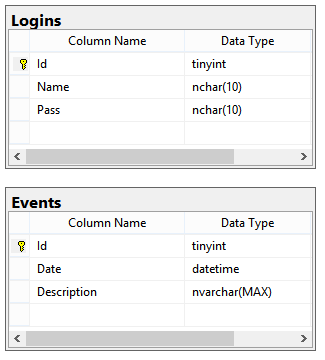 Logins
Column Name Data Type
Id tinyint
Name nchar(10)
Pass nchar(10)
Events
Column Name Data Type
Id tinyint
Date datetime
Description nvarchar(MAX)